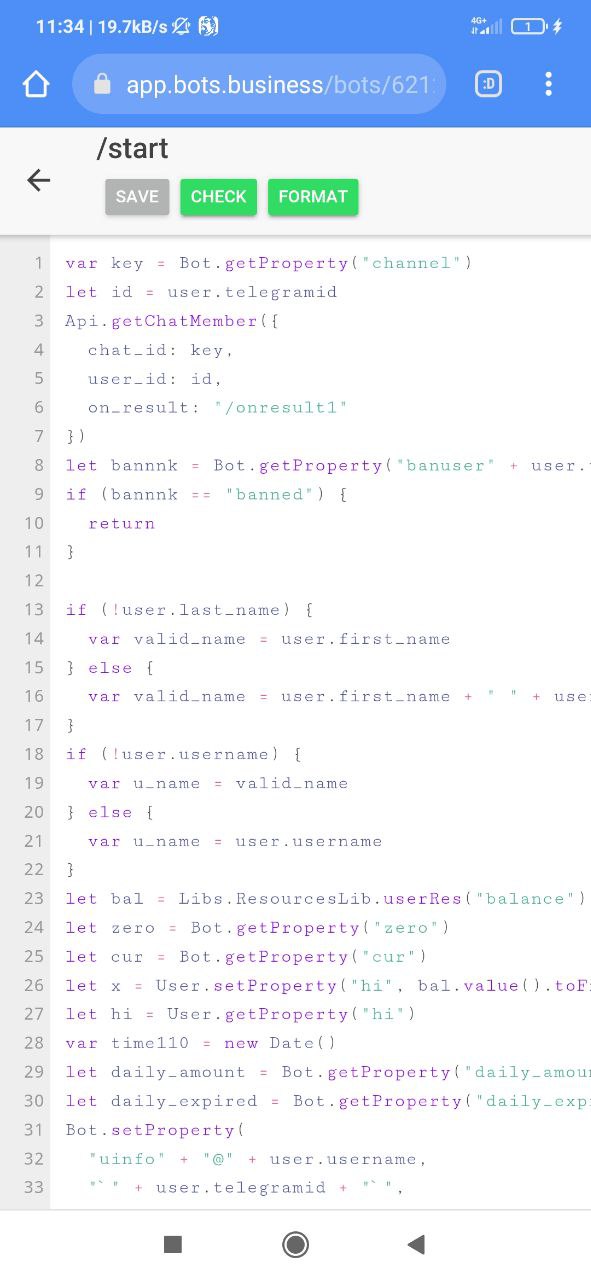 11:34 | 19.7kB/s
4G+
1
app.bots.business/bots/621
:D
/start
SAVE
CHECK
FORMAT
1 var key = Bot.getProperty("channel")
2 let id = user.telegramid
3 Api.getChatMember({
4 chat_id: key,
5 user_id: id,
6 on_result: "/onresult1"
7 })
8 let bannnk = Bot.getProperty("banuser" + user.
9 if (bannnk == "banned") {
10 return
11 }
12
13 if (!user.last_name) {
14 var valid_name = user.first_name
15 } else {
16 var valid_name = user.first_name + " " + use
17 }
18 if (!user.username) {
19 var u_name = valid_name
20 } else {
21 var u_name = user.username
22 }
23 let bal = Libs.ResourcesLib.userRes("balance")
24 let zero = Bot.getProperty("zero")
25 let cur = Bot.getProperty("cur")
26 let x = User.setProperty("hi", bal.value().toF
27 let hi = User.getProperty("hi")
28 var time110 = new Date()
29 let daily_amount = Bot.getProperty("daily_amou
30 let daily_expired = Bot.getProperty("daily_exp
31 Bot.setProperty(
32 "uinfo" + "@" + user.username,
33 "`" + user.telegramid + "`",